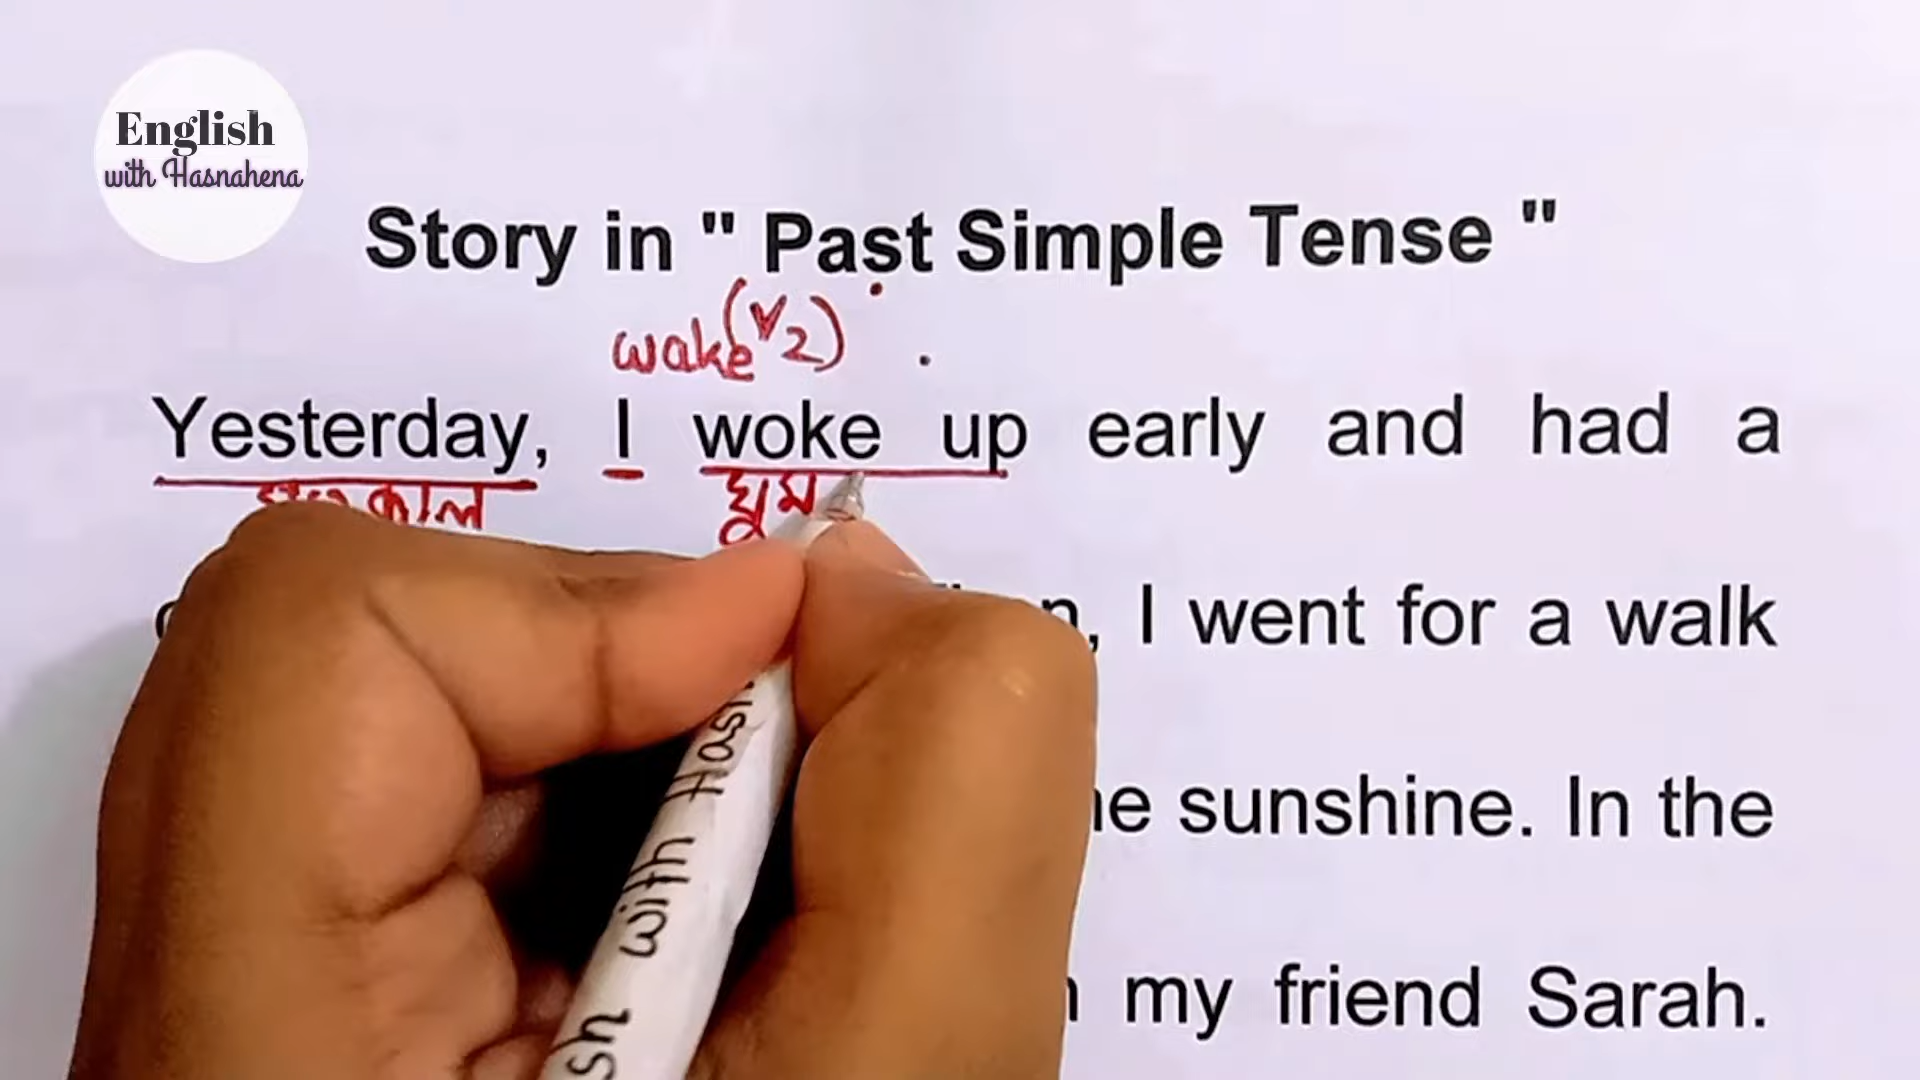 English
with Hasnahena
Story in " Past Simple Tense "
wake (V2)
Yesterday, I woke up early and had a
ঘুম
I went for a walk
sunshine. In the
with
my friend Sarah.